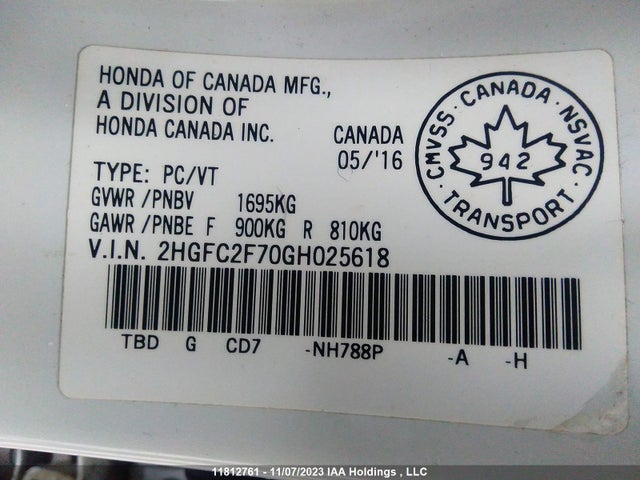 HONDA OF CANADA MFG.,
A DIVISION OF
HONDA CANADA INC.
CANADA
05/'16
CMVSS · CANADA · NSVAC · TRANSPORT ·
942
TYPE: PC/VT
GVWR /PNBV 1695KG
GAWR /PNBE F 900KG R 810KG
V.I.N. 2HGFC2F70GH025618
TBD G CD7 -NH788P -A -H
11812761 - 11/07/2023 IAA Holdings , LLC